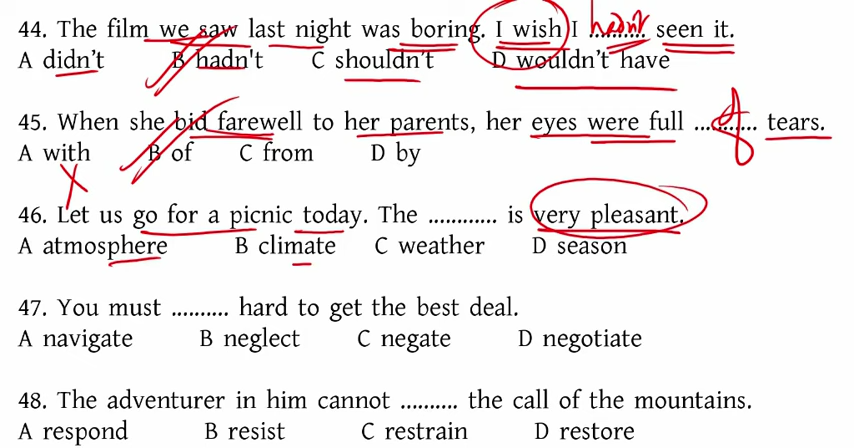 44. The film we saw last night was boring. I wish I hadn't seen it.
A didn't B hadn't C shouldn't D wouldn't have
45. When she bid farewell to her parents, her eyes were full of tears.
A with B of C from D by
46. Let us go for a picnic today. The ............ is very pleasant.
A atmosphere B climate C weather D season
47. You must .......... hard to get the best deal.
A navigate B neglect C negate D negotiate
48. The adventurer in him cannot .......... the call of the mountains.
A respond B resist C restrain D restore